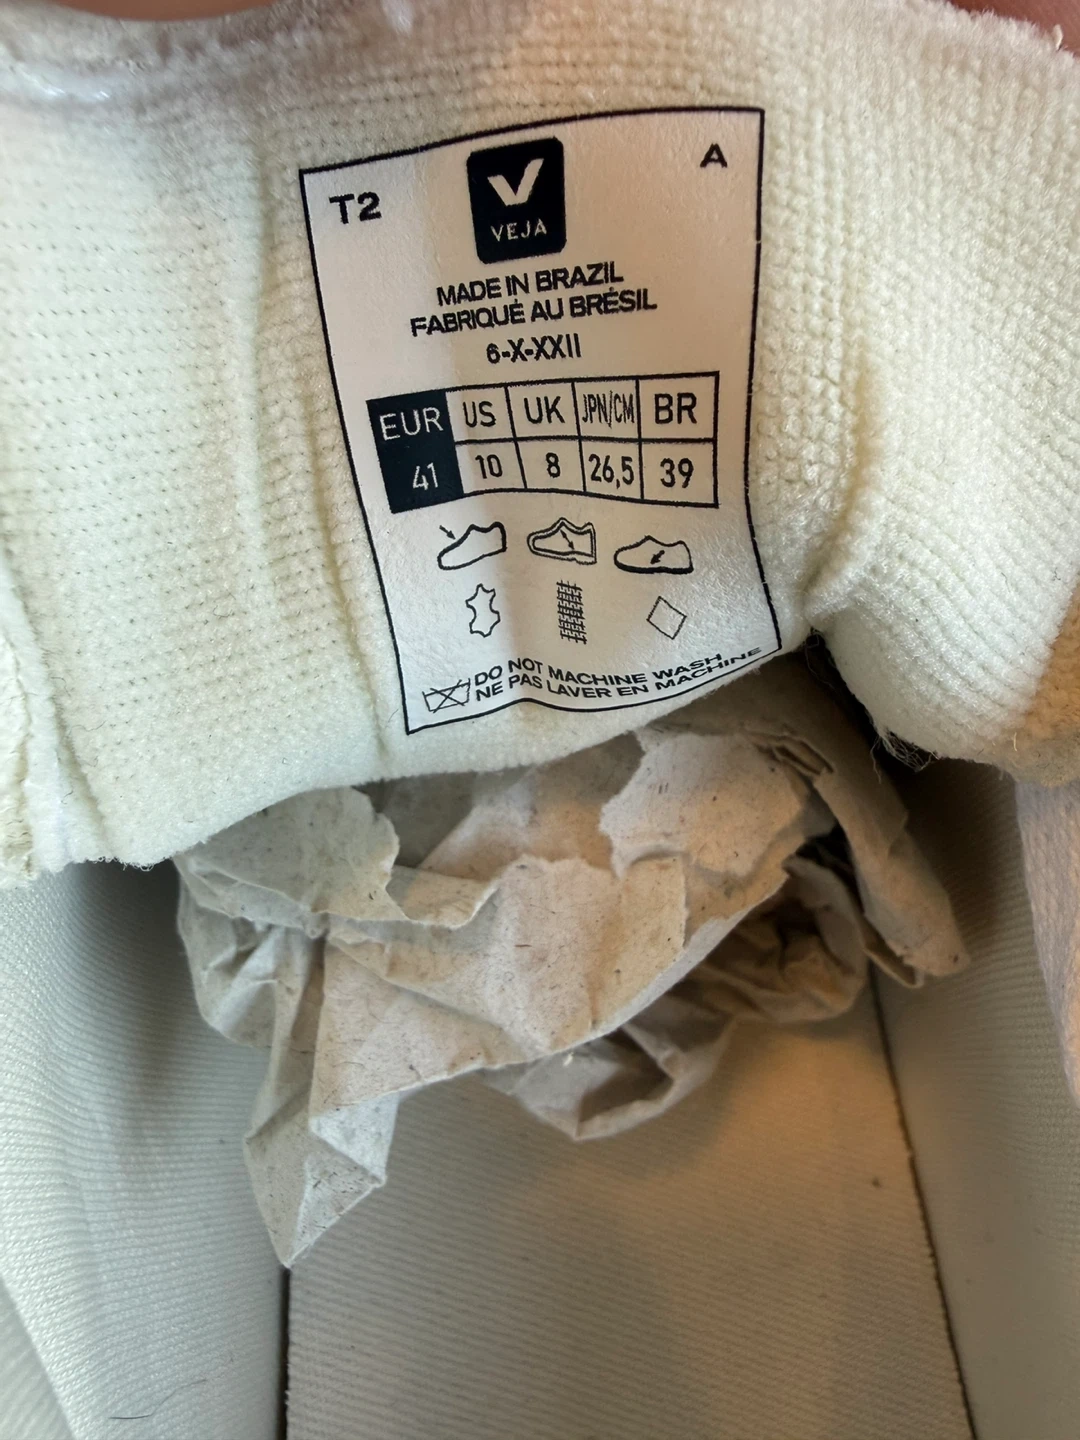 T2
A
VEJA
MADE IN BRAZIL
FABRIQUÉ AU BRÉSIL
6-X-XXII
EUR US UK JPN/CM BR
41 10 8 26,5 39
DO NOT MACHINE WASH
NE PAS LAVER EN MACHINE